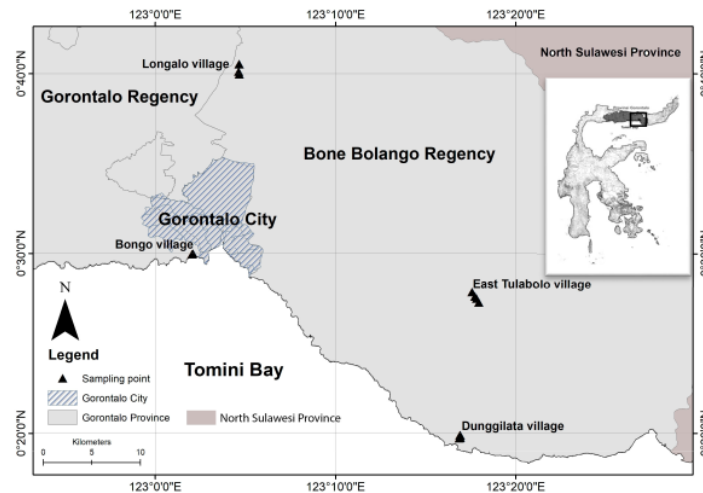 123°0'0"E
123°10'0"E
123°20'0"E
North Sulawesi Province
Longalo village
0°40'0"N
Gorontalo Regency
Bone Bolango Regency
Gorontalo City
Bongo village
0°30'0"N
East Tulabolo village
N
Legend
Sampling point
Gorontalo City
Gorontalo Province
North Sulawesi Province
Tomini Bay
Kilometers
0 5 10
Dunggilata village
0°20'0"N
123°0'0"E
123°10'0"E
123°20'0"E